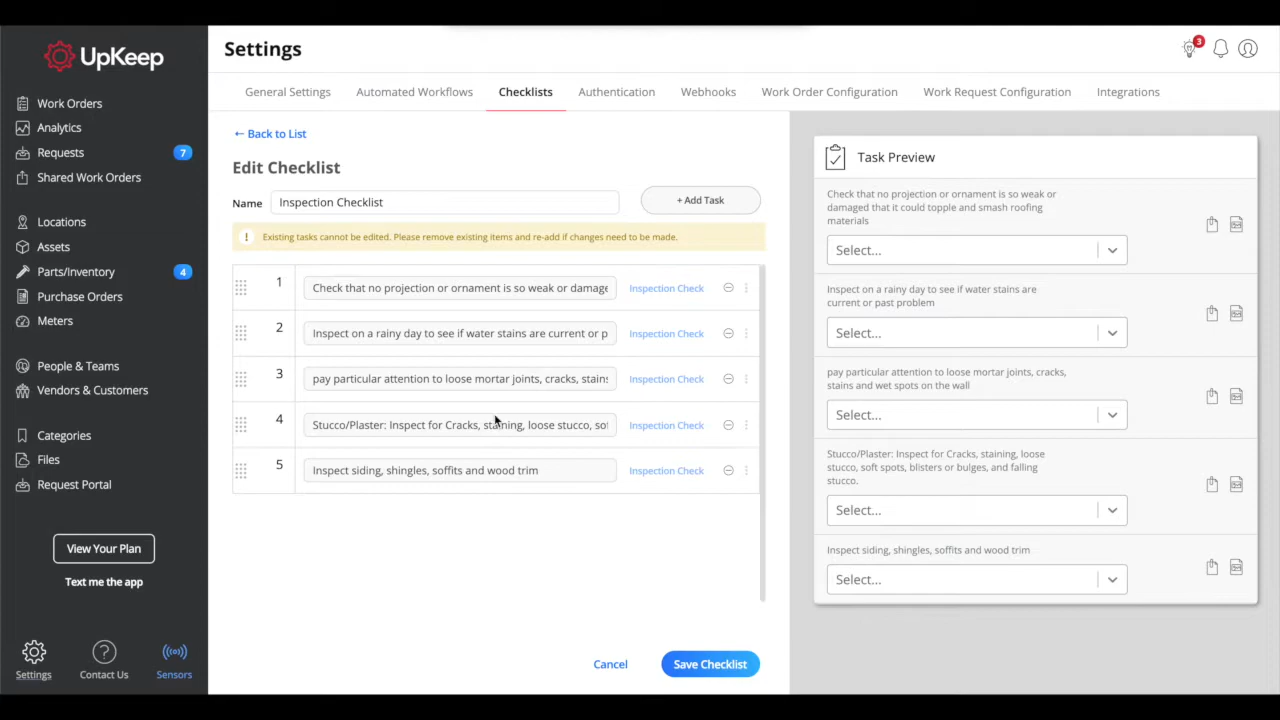 UpKeep
Work Orders
Analytics
Requests
7
Shared Work Orders
Locations
Assets
Parts/Inventory
4
Purchase Orders
Meters
People & Teams
Vendors & Customers
Categories
Files
Request Portal
View Your Plan
Text me the app
Settings
Contact Us
Sensors
Settings
3
General Settings
Automated Workflows
Checklists
Authentication
Webhooks
Work Order Configuration
Work Request Configuration
Integrations
← Back to List
Edit Checklist
Name
Inspection Checklist
+ Add Task
! Existing tasks cannot be edited. Please remove existing items and re-add if changes need to be made.
1
Check that no projection or ornament is so weak or damage
Inspection Check
2
Inspect on a rainy day to see if water stains are current or p
Inspection Check
3
pay particular attention to loose mortar joints, cracks, stains
Inspection Check
4
Stucco/Plaster: Inspect for Cracks, staining, loose stucco, sof
Inspection Check
5
Inspect siding, shingles, soffits and wood trim
Inspection Check
Cancel
Save Checklist
Task Preview
Check that no projection or ornament is so weak or
damaged that it could topple and smash roofing
materials
Select...
Inspect on a rainy day to see if water stains are
current or past problem
Select...
pay particular attention to loose mortar joints, cracks,
stains and wet spots on the wall
Select...
Stucco/Plaster: Inspect for Cracks, staining, loose
stucco, soft spots, blisters or bulges, and falling
stucco.
Select...
Inspect siding, shingles, soffits and wood trim
Select...